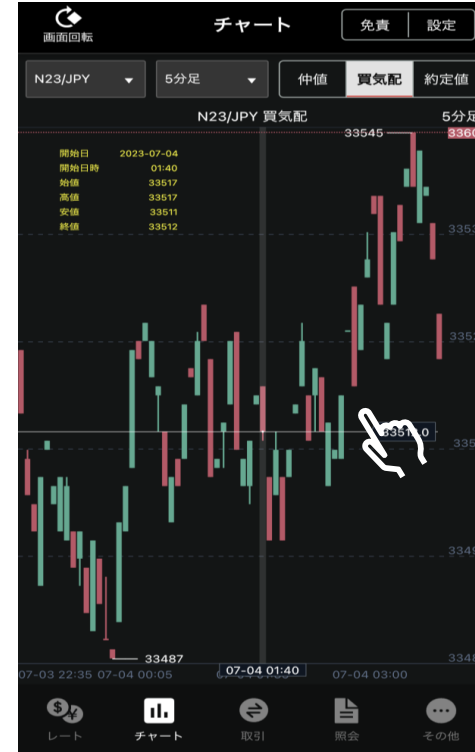 画面回転
チャート
免責
設定
N23/JPY
5分足
仲値
買気配
約定値
N23/JPY 買気配
5分足
33545
開始日 2023-07-04
開始日時 01:40
始値 33517
高値 33517
安値 33511
終値 33512
33487
07-03 22:35
07-04 00:05
07-04 01:40
07-04 03:00
レート
チャート
取引
照会
その他